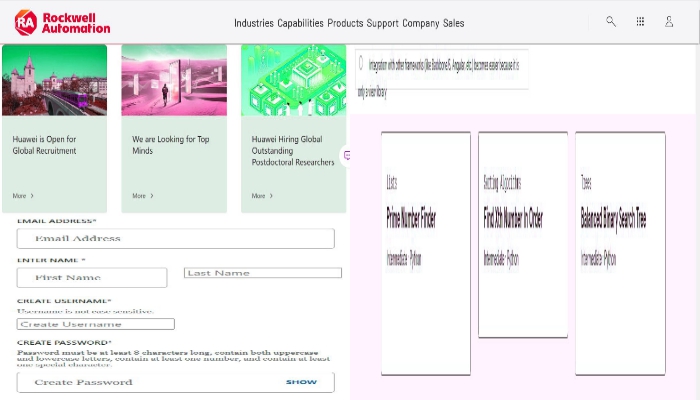 Rockwell
Automation
Industries Capabilities Products Support Company Sales
Huawei is Open for
Global Recruitment
More
We are Looking for Top
Minds
More
Huawei Hiring Global
Outstanding
Postdoctoral Researchers
More
EMAIL ADDRESS*
Email Address
ENTER NAME *
First Name
Last Name
CREATE USERNAME*
Username is not case sensitive.
Create Username
CREATE PASSWORD*
Password must be at least 8 characters long, contain both uppercase
and lowercase letters, contain at least one number, and contain at least
one special character.
Create Password
SHOW
Integration with other frameworks (like Backbone.JS, Angular, etc.) becomes easier because it is
only a view library
Lists
Prime Number Finder
Intermediate · Python
Sorting Algorithms
Find Xth Number In Order
Intermediate · Python
Trees
Balanced Binary Search Tree
Intermediate · Python